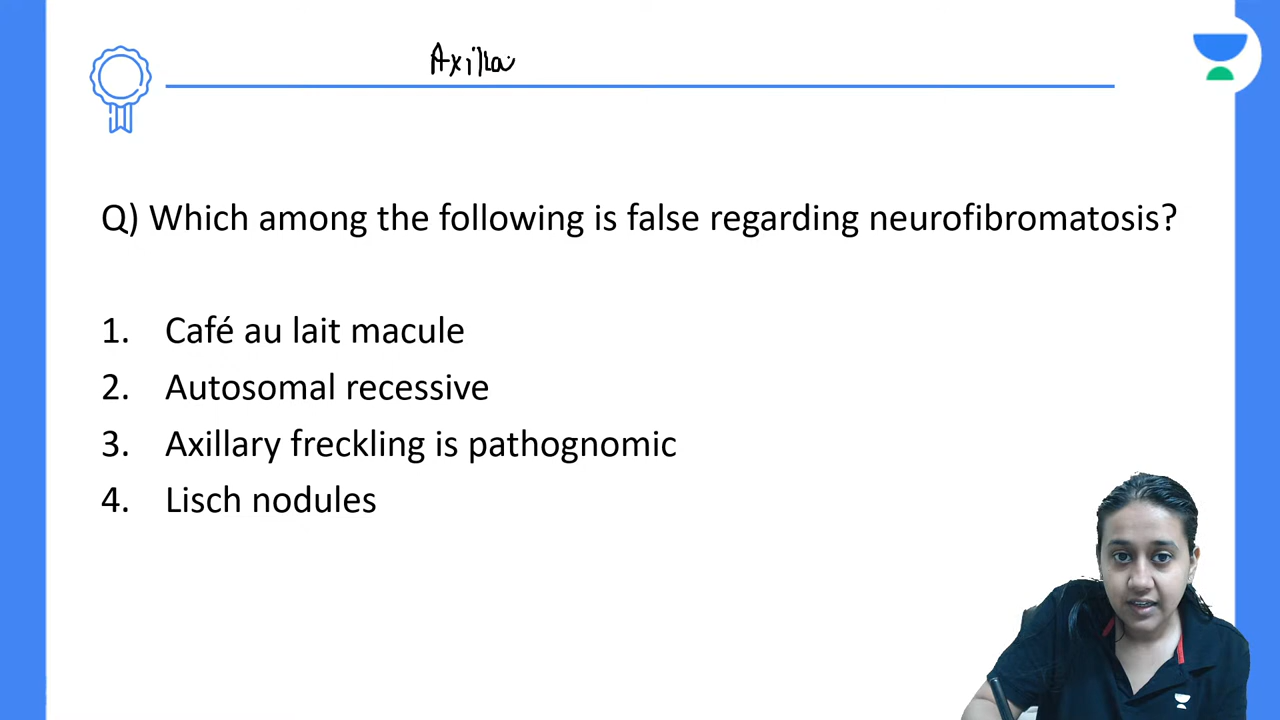 Axilla
Q) Which among the following is false regarding neurofibromatosis?
1. Café au lait macule
2. Autosomal recessive
3. Axillary freckling is pathognomic
4. Lisch nodules